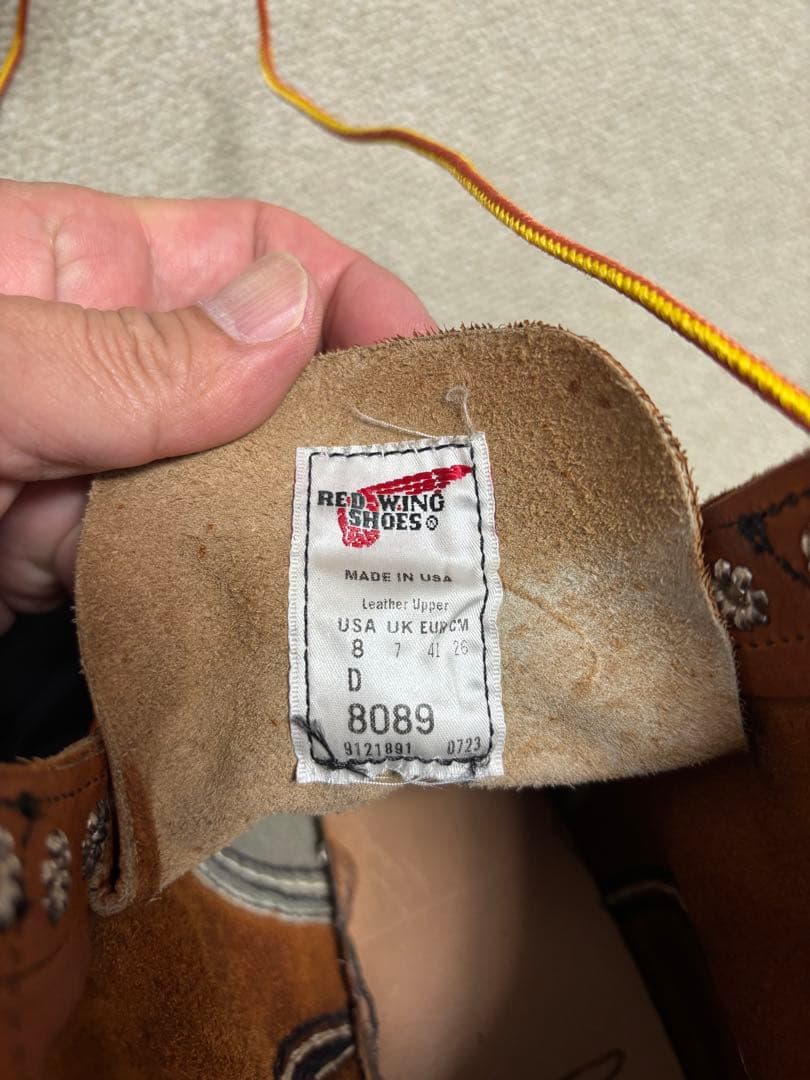 RED WING
SHOES®
MADE IN USA
Leather Upper
USA UK EUR CM
8 7 41 26
D
8089
9121891 0723